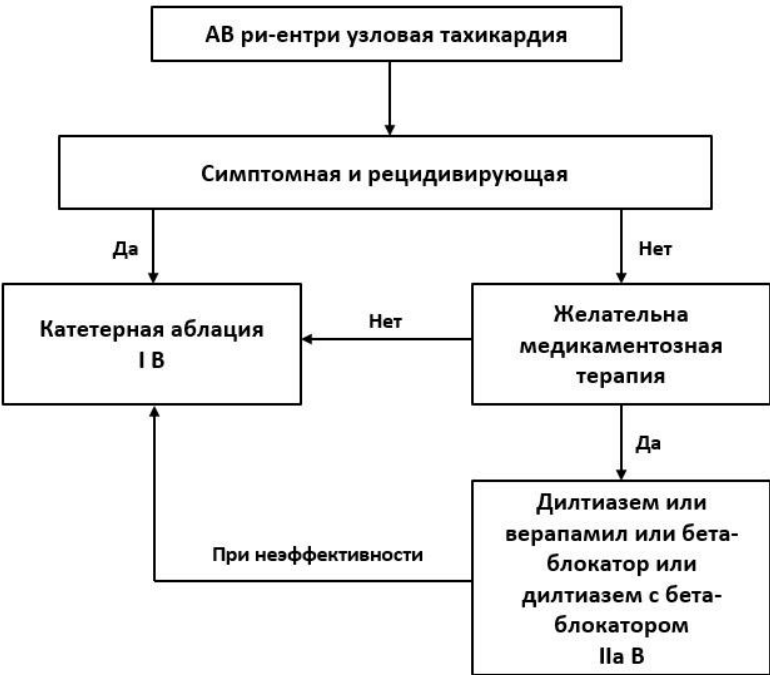 АВ ри-ентри узловая тахикардия
Симптомная и рецидивирующая
Да
Нет
Катетерная аблация
I В
Нет
Желательна
медикаментозная
терапия
Да
При неэффективности
Дилтиазем или
верапамил или бета-
блокатор или
дилтиазем с бета-
блокатором
IIa В